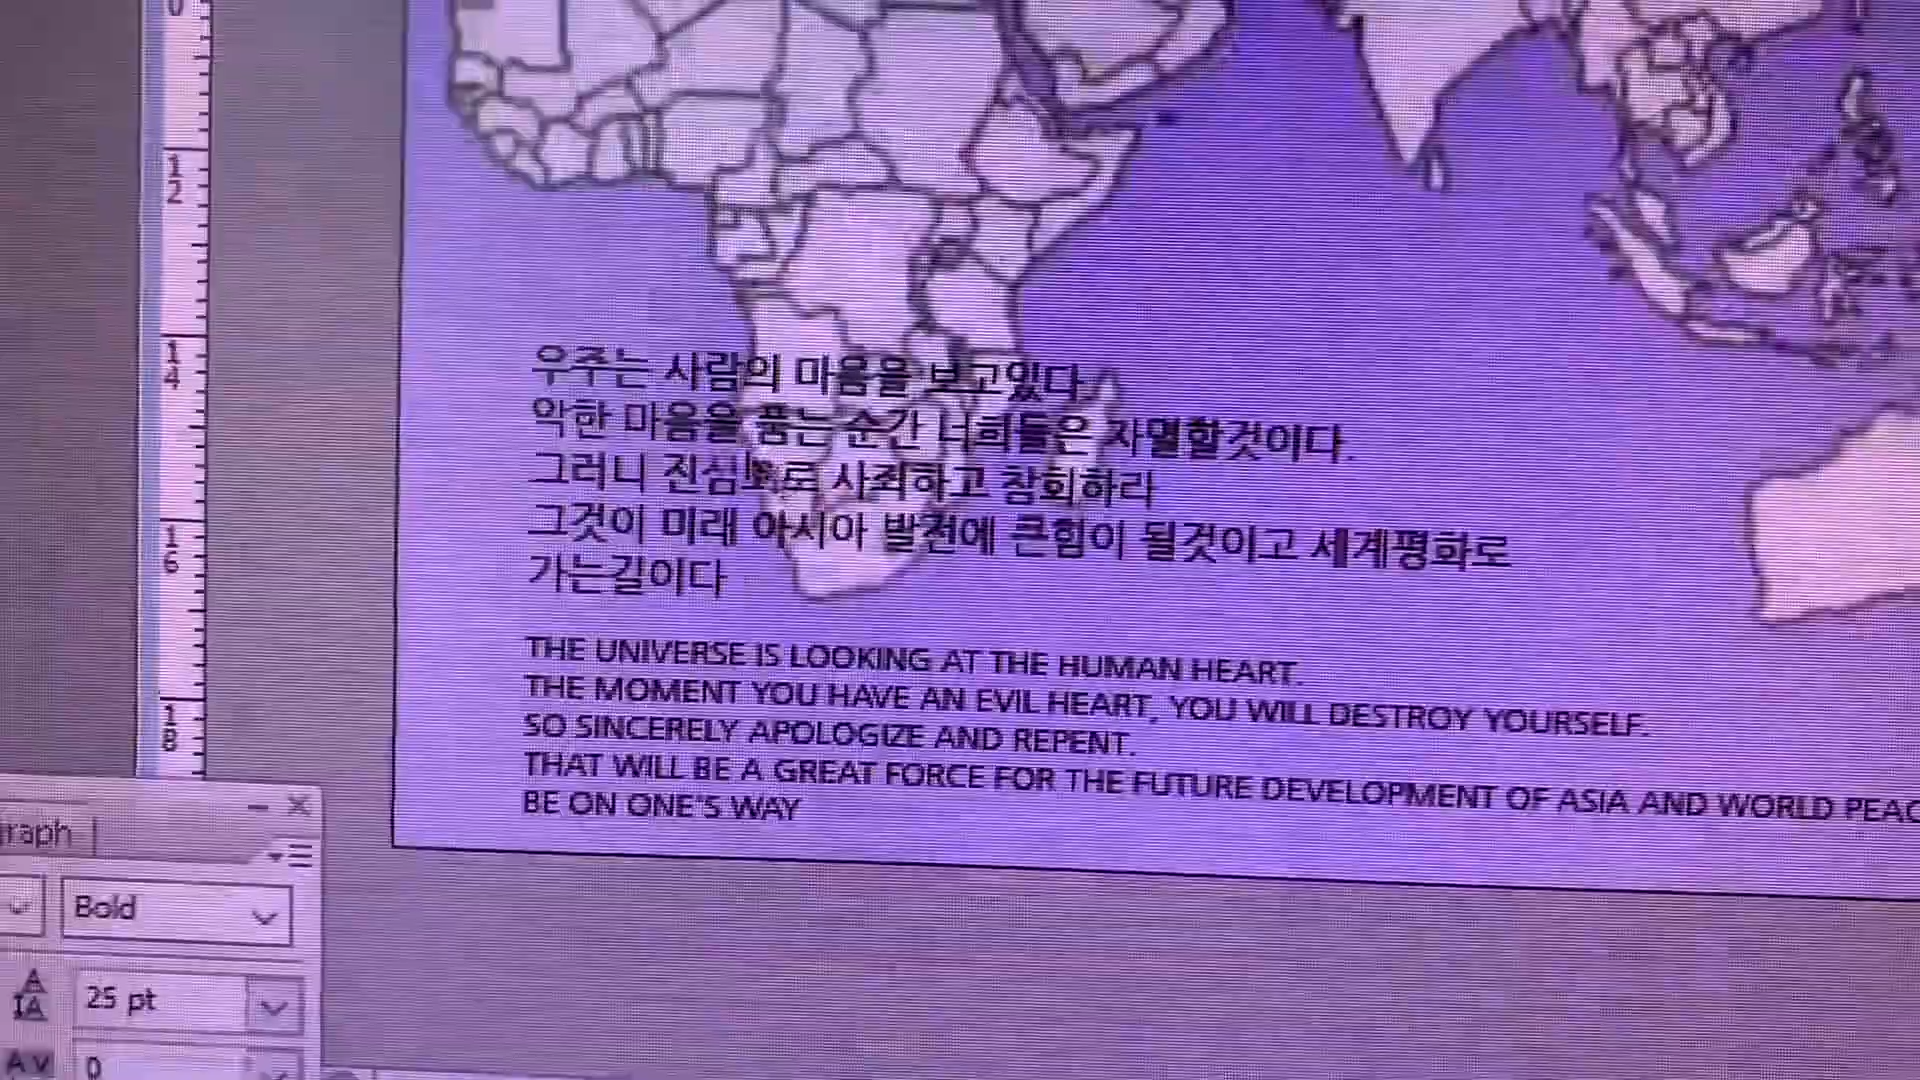 12
14
16
18
우주는 사람의 마음을 보고있다.
악한 마음을 품는 순간 너희들은 자멸할것이다.
그러니 진심으로 사죄하고 참회하라
그것이 미래 아시아 발전에 큰힘이 될것이고 세계평화로
가는길이다
THE UNIVERSE IS LOOKING AT THE HUMAN HEART.
THE MOMENT YOU HAVE AN EVIL HEART, YOU WILL DESTROY YOURSELF.
SO SINCERELY APOLOGIZE AND REPENT.
THAT WILL BE A GREAT FORCE FOR THE FUTURE DEVELOPMENT OF ASIA AND WORLD PEAC
BE ON ONE'S WAY
raph
Bold
25 pt
0